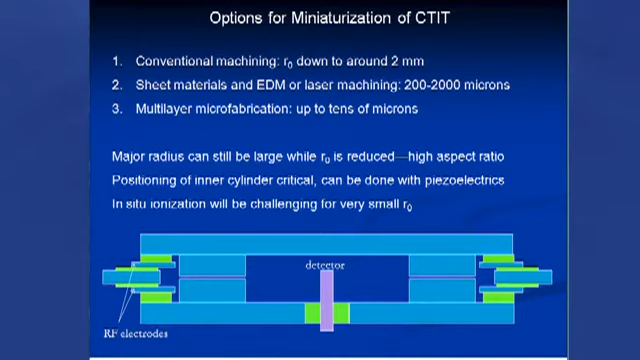 Options for Miniaturization of CTIT
1. Conventional machining: r₀ down to around 2 mm
2. Sheet materials and EDM or laser machining: 200-2000 microns
3. Multilayer microfabrication: up to tens of microns
Major radius can still be large while r₀ is reduced—high aspect ratio
Positioning of inner cylinder critical, can be done with piezoelectrics
In situ ionization will be challenging for very small r₀
detector
RF electrodes